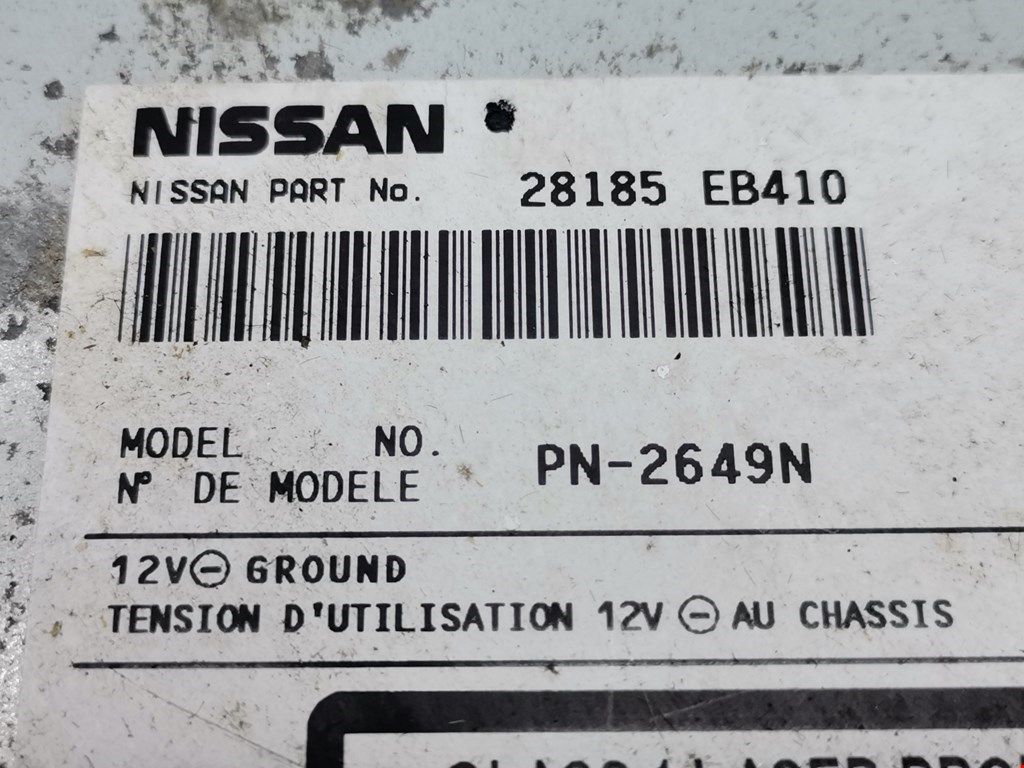 NISSAN
NISSAN PART No. 28185 EB410
MODEL NO.
N° DE MODELE PN-2649N
12V⊖ GROUND
TENSION D'UTILISATION 12V ⊖ AU CHASSIS